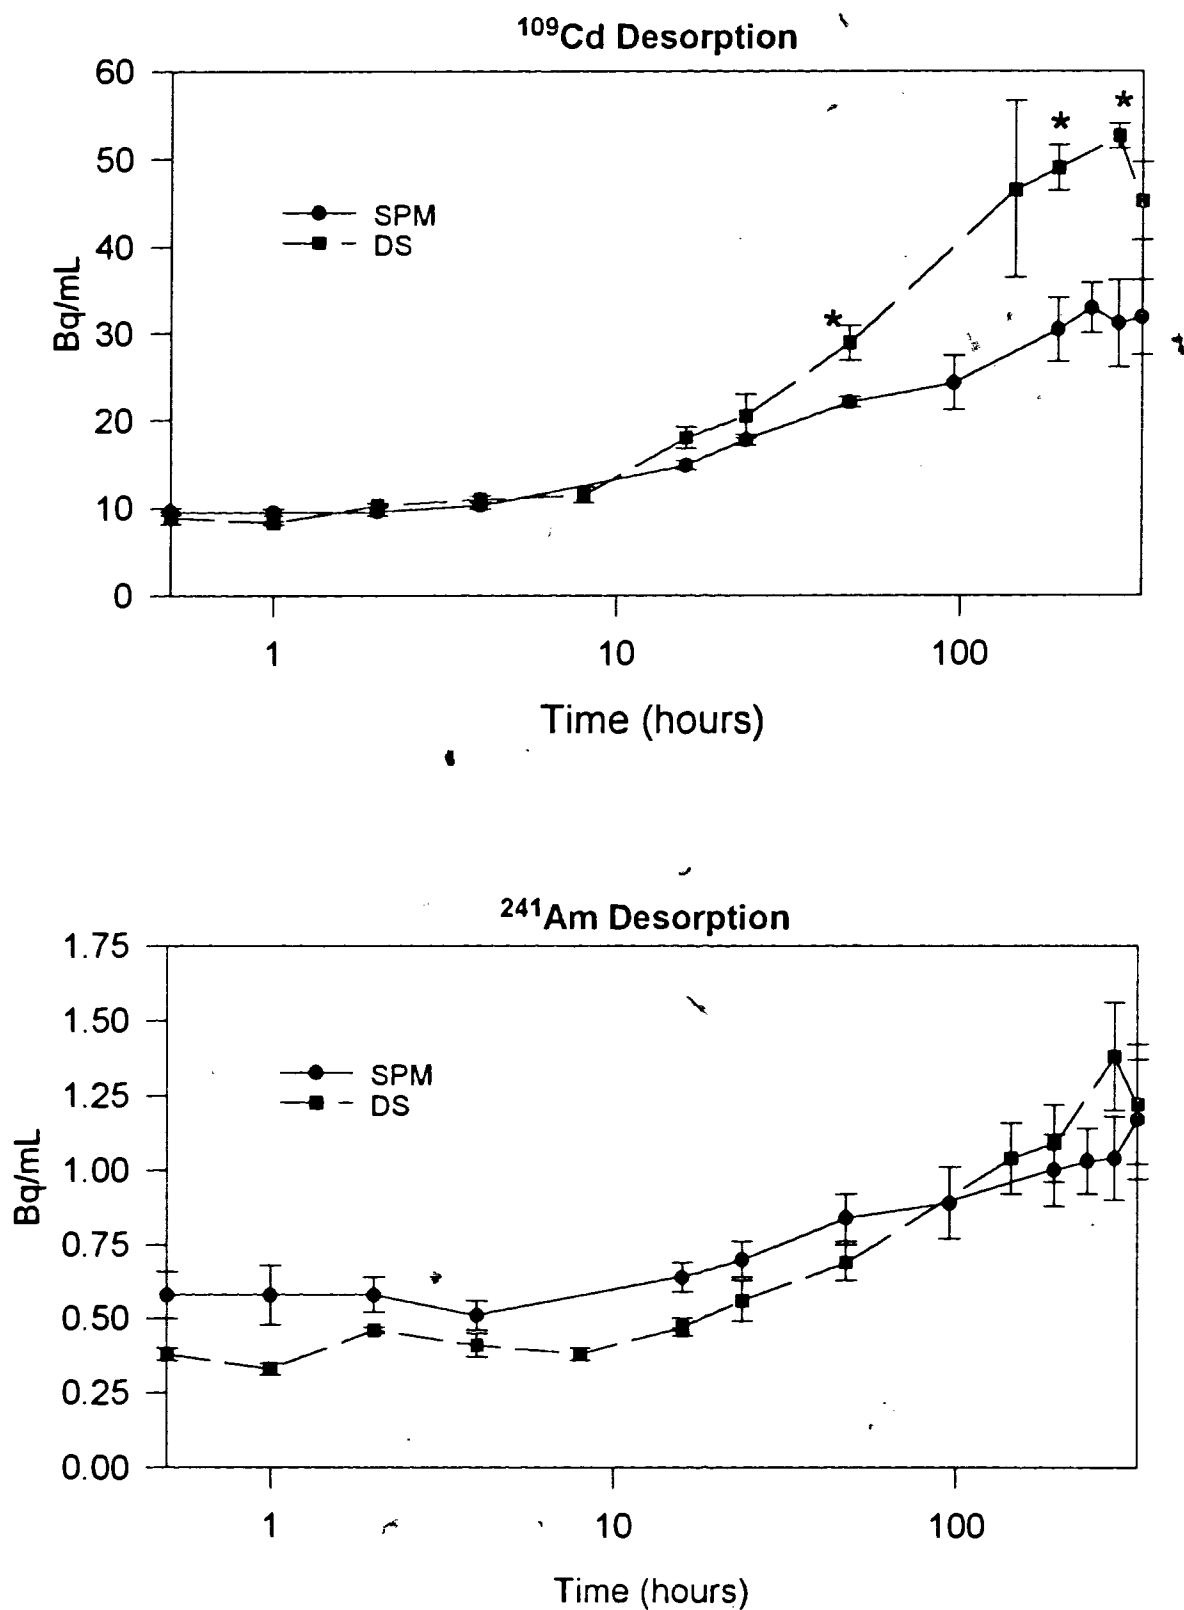 ¹⁰⁹Cd Desorption
60
50
40
30
20
10
0
Bq/mL
SPM
DS
*
*
*
1 10 100
Time (hours)
²⁴¹Am Desorption
1.75
1.50
1.25
1.00
0.75
0.50
0.25
0.00
Bq/mL
SPM
DS
1 10 100
Time (hours)